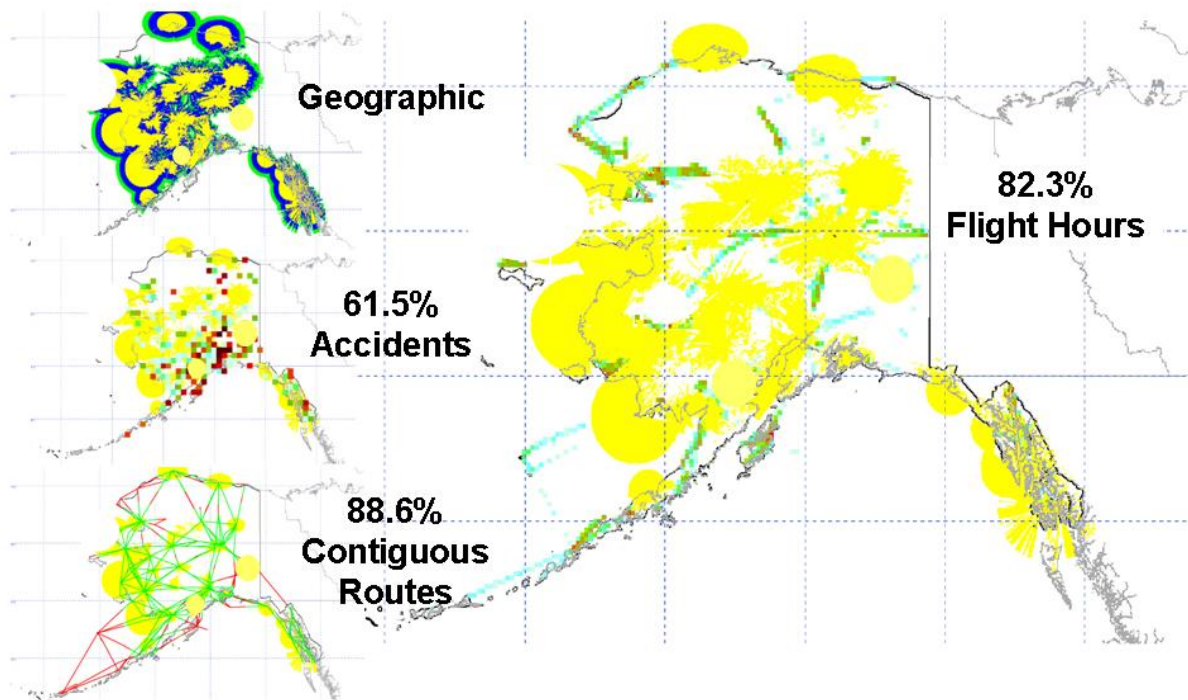 Geographic
82.3%
Flight Hours
61.5%
Accidents
88.6%
Contiguous
Routes